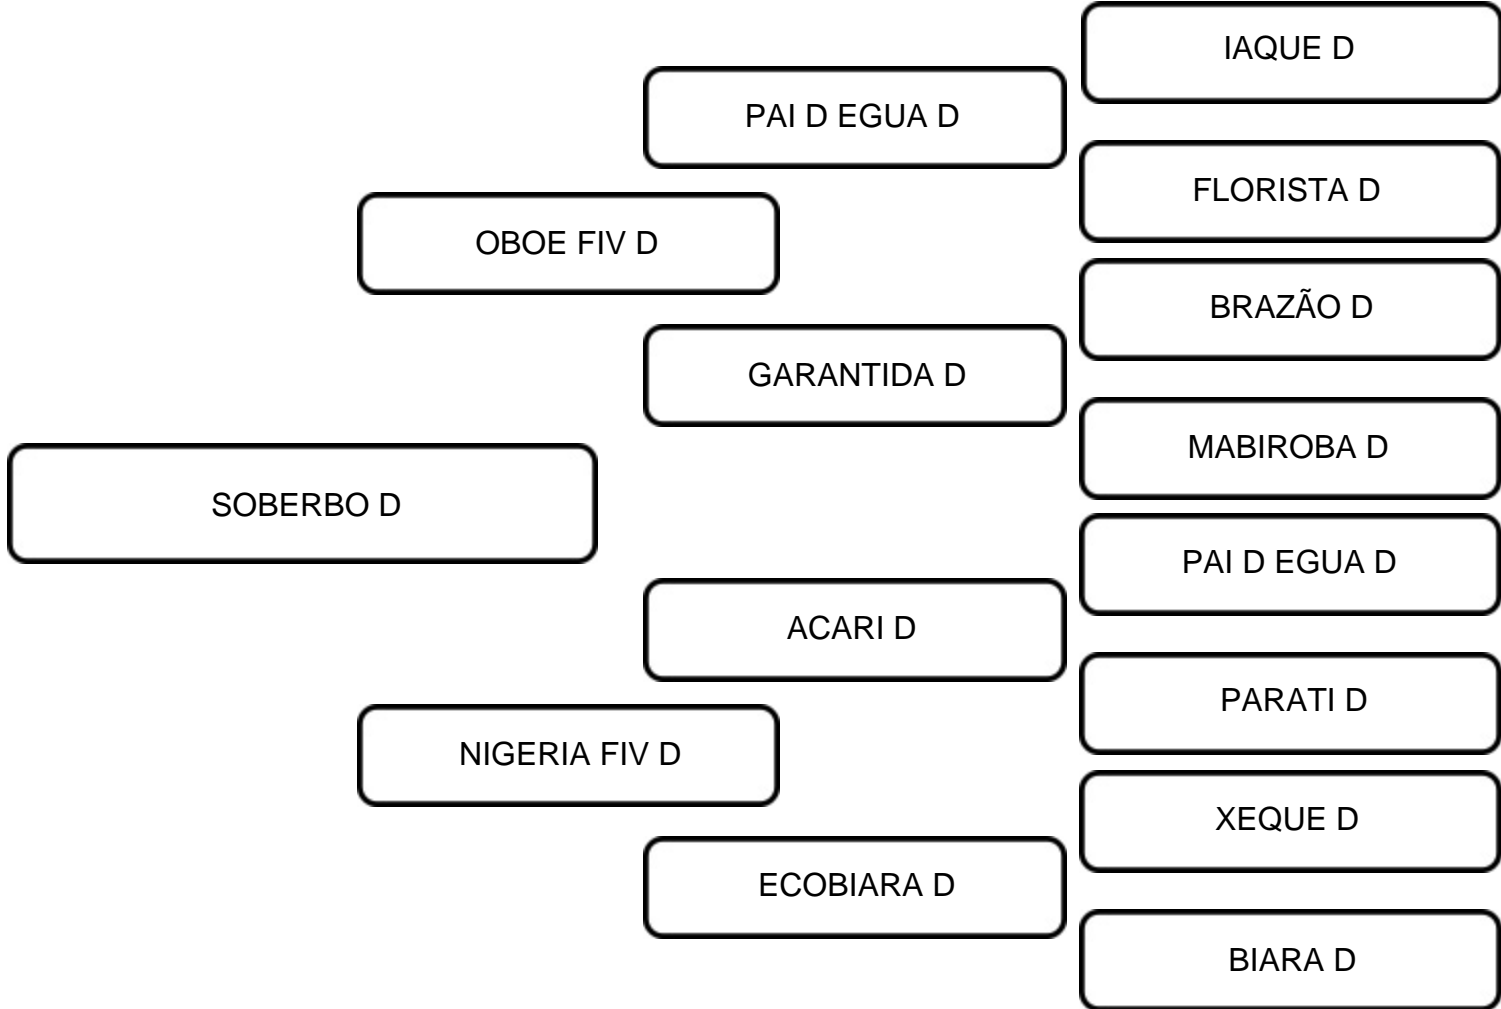 IAQUE D
PAI D EGUA D
FLORISTA D
OBOE FIV D
BRAZÃO D
GARANTIDA D
MABIROBA D
SOBERBO D
PAI D EGUA D
ACARI D
PARATI D
NIGERIA FIV D
XEQUE D
ECOBIARA D
BIARA D